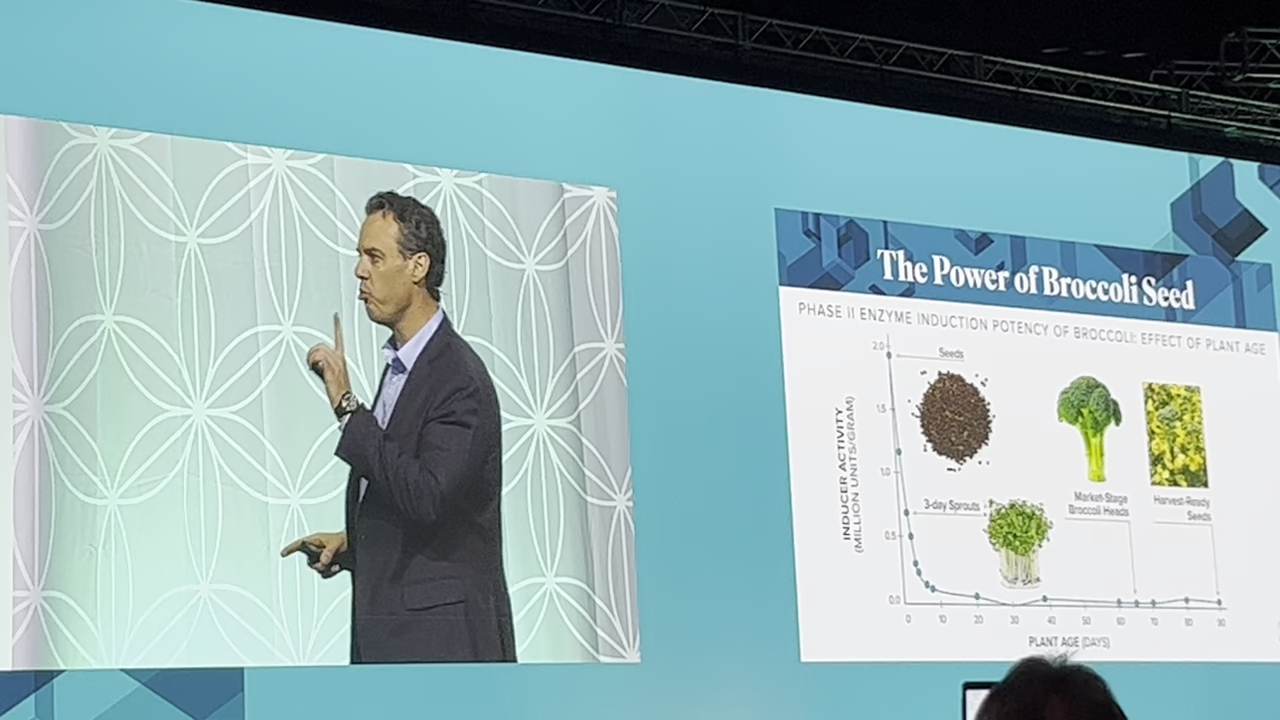 The Power of Broccoli Seed
PHASE II ENZYME INDUCTION POTENCY OF BROCCOLI: EFFECT OF PLANT AGE
2.0
Seeds
1.5
1.0
INDUCER ACTIVITY
(MILLION UNITS/GRAM)
3-day Sprouts
Market-Stage
Broccoli Heads
Harvest-Ready
Seeds
0.5
0.0
0 10 20 30 40 50 60 70 80 90
PLANT AGE (DAYS)